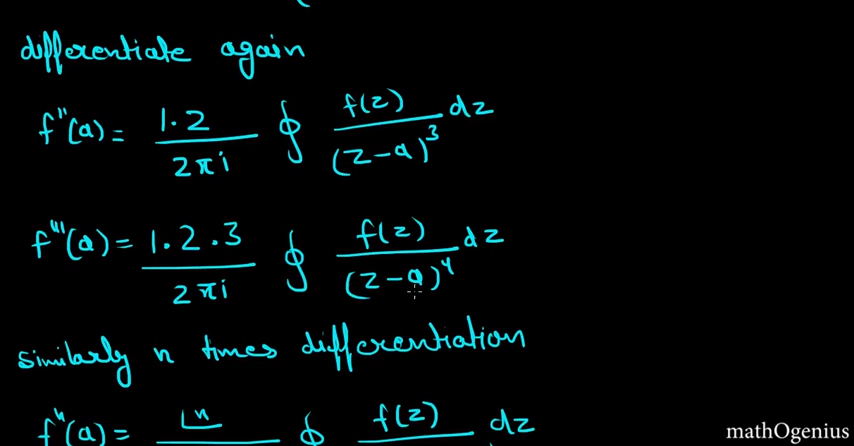 differentiate again
f''(a) = 1.2 / 2πi ∮ f(z) / (z-a)^3 dz
f'''(a) = 1.2.3 / 2πi ∮ f(z) / (z-a)^4 dz
similarly n times differentiation
f^n(a) = ⌊n ∮ f(z) dz
mathOgenius